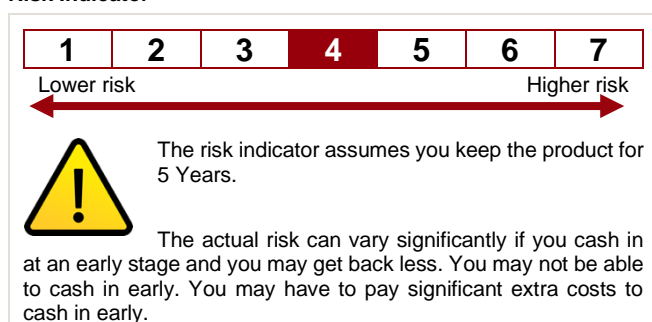 1 2 3 4 5 6 7
Lower risk Higher risk
!
The risk indicator assumes you keep the product for
5 Years.
The actual risk can vary significantly if you cash in
at an early stage and you may get back less. You may not be able
to cash in early. You may have to pay significant extra costs to
cash in early.